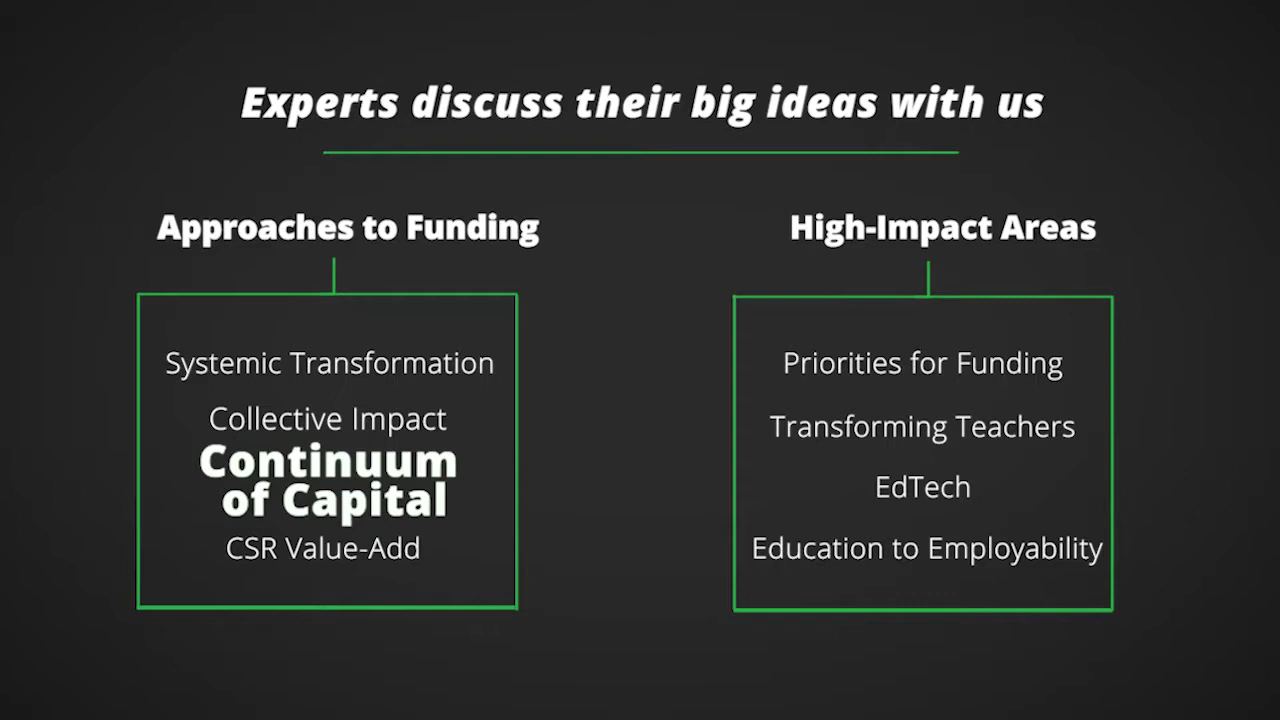 Experts discuss their big ideas with us
Approaches to Funding
Systemic Transformation
Collective Impact
Continuum
of Capital
CSR Value-Add
High-Impact Areas
Priorities for Funding
Transforming Teachers
EdTech
Education to Employability